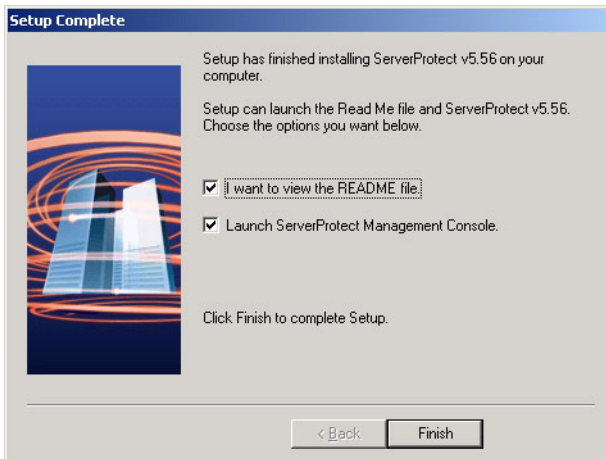 Setup Complete
Setup has finished installing ServerProtect v5.56 on your
computer.
Setup can launch the Read Me file and ServerProtect v5.56.
Choose the options you want below.
I want to view the README file.
Launch ServerProtect Management Console.
Click Finish to complete Setup.
< Back
Finish